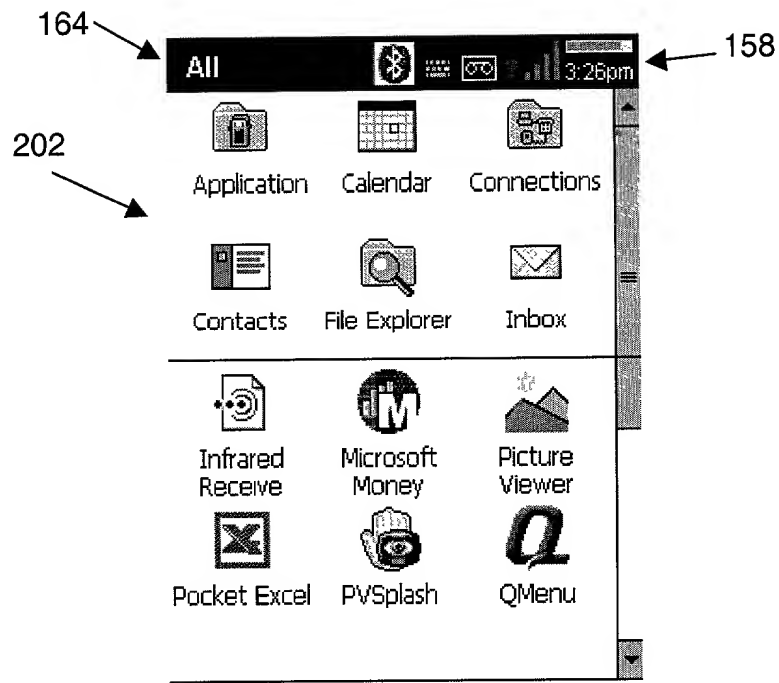 164
158
All
3:26pm
202
Application Calendar Connections
Contacts File Explorer Inbox
Infrared Microsoft Picture
Receive Money Viewer
Pocket Excel PVSplash QMenu